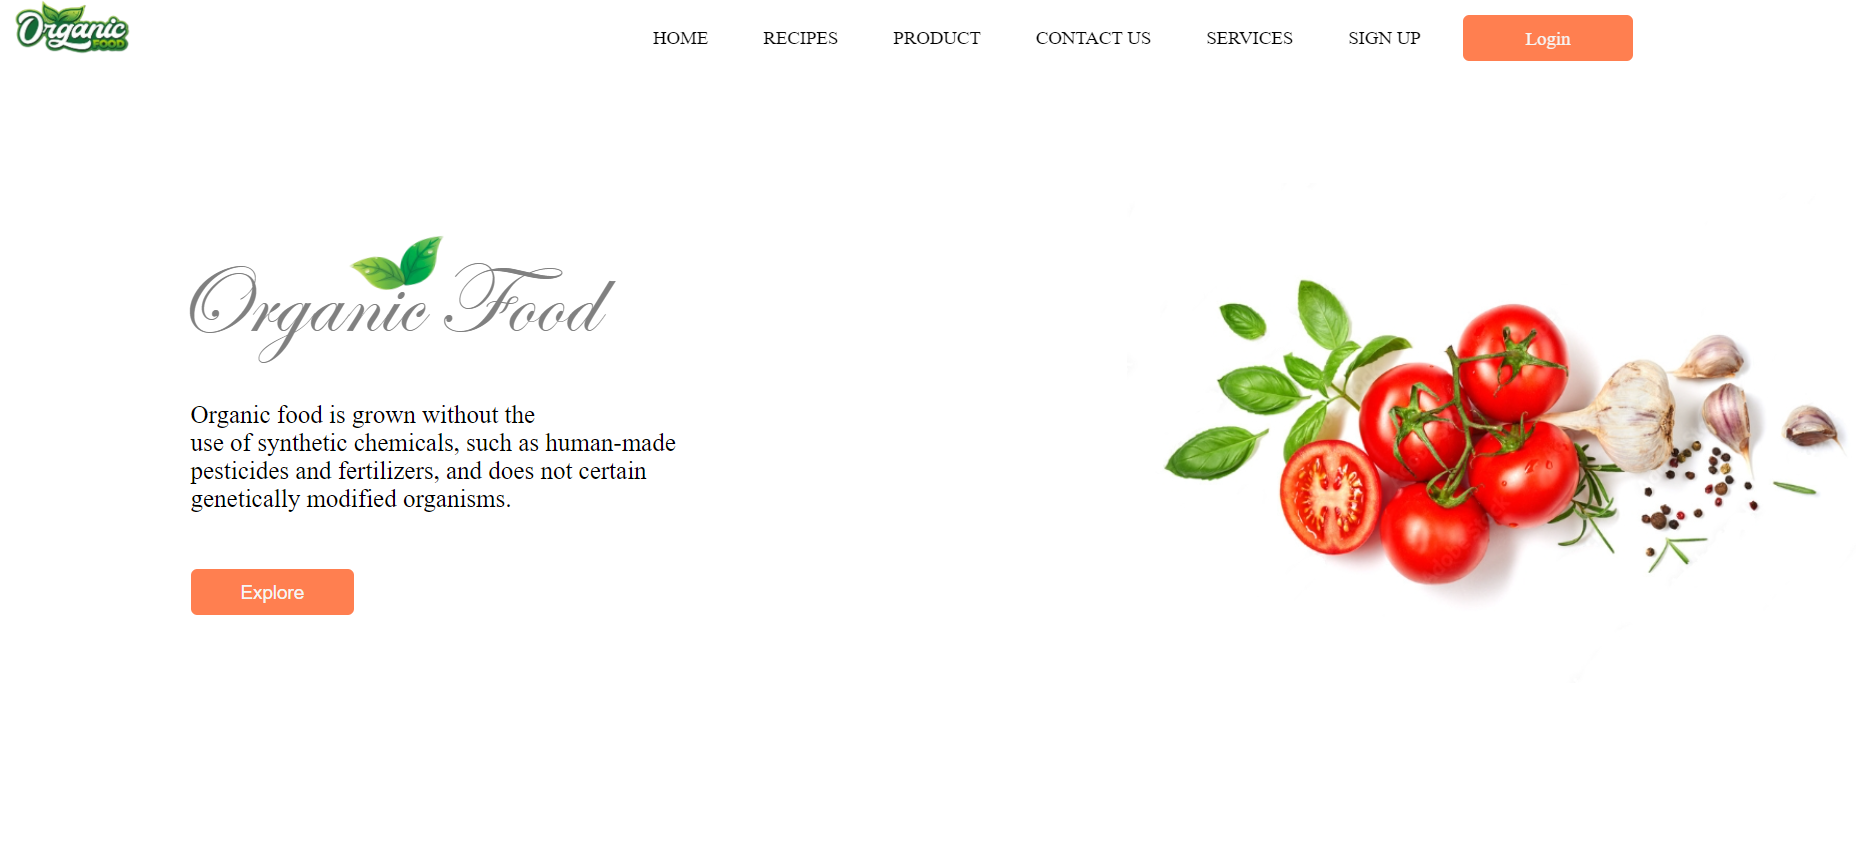 Organic
FOOD
HOME RECIPES PRODUCT CONTACT US SERVICES SIGN UP Login
Organic Food
Organic food is grown without the
use of synthetic chemicals, such as human-made
pesticides and fertilizers, and does not certain
genetically modified organisms.
Explore